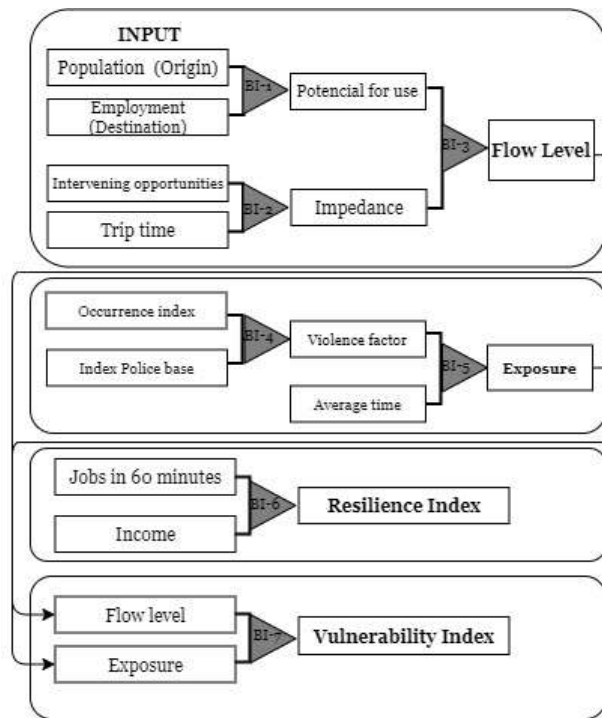 INPUT
Population (Origin)
BI-1
Potencial for use
Employment
(Destination)
BI-3
Flow Level
Intervening opportunities
BI-2
Impedance
Trip time
Occurrence index
BI-4
Violence factor
Index Police base
BI-5
Exposure
Average time
Jobs in 60 minutes
BI-6
Resilience Index
Income
Flow level
BI-7
Vulnerability Index
Exposure